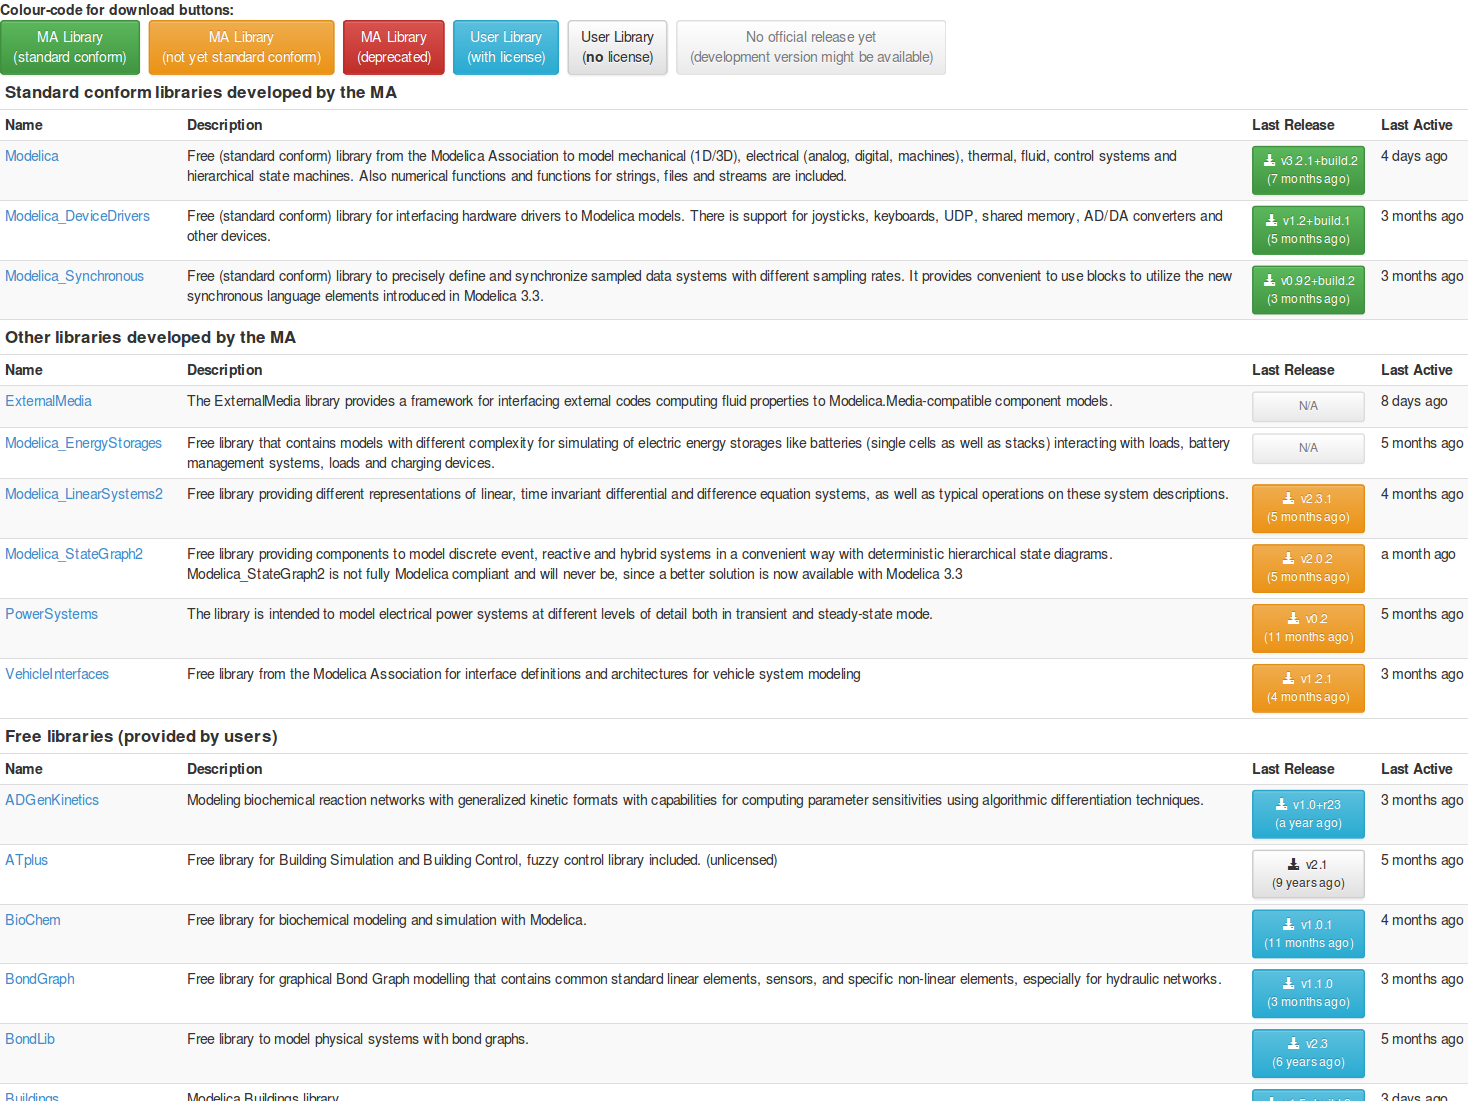 Colour-code for download buttons:
MA Library (standard conform)
MA Library (not yet standard conform)
MA Library (deprecated)
User Library (with license)
User Library (no license)
No official release yet (development version might be available)
Standard conform libraries developed by the MA
Name Description Last Release Last Active
Modelica Free (standard conform) library from the Modelica Association to model mechanical (1D/3D), electrical (analog, digital, machines), thermal, fluid, control systems and v3.2.1+build.2 4 days ago
hierarchical state machines. Also numerical functions and functions for strings, files and streams are included. (7 months ago)
Modelica_DeviceDrivers Free (standard conform) library for interfacing hardware drivers to Modelica models. There is support for joysticks, keyboards, UDP, shared memory, AD/DA converters and v1.2+build.1 3 months ago
other devices. (5 months ago)
Modelica_Synchronous Free (standard conform) library to precisely define and synchronize sampled data systems with different sampling rates. It provides convenient to use blocks to utilize the new v0.92+build.2 3 months ago
synchronous language elements introduced in Modelica 3.3. (3 months ago)
Other libraries developed by the MA
Name Description Last Release Last Active
ExternalMedia The ExternalMedia library provides a framework for interfacing external codes computing fluid properties to Modelica.Media-compatible component models. N/A 8 days ago
Modelica_EnergyStorages Free library that contains models with different complexity for simulating of electric energy storages like batteries (single cells as well as stacks) interacting with loads, battery N/A 5 months ago
management systems, loads and charging devices.
Modelica_LinearSystems2 Free library providing different representations of linear, time invariant differential and difference equation systems, as well as typical operations on these system descriptions. v2.3.1 4 months ago
(5 months ago)
Modelica_StateGraph2 Free library providing components to model discrete event, reactive and hybrid systems in a convenient way with deterministic hierarchical state diagrams. v2.0.2 a month ago
Modelica_StateGraph2 is not fully Modelica compliant and will never be, since a better solution is now available with Modelica 3.3 (5 months ago)
PowerSystems The library is intended to model electrical power systems at different levels of detail both in transient and steady-state mode. v0.2 5 months ago
(11 months ago)
VehicleInterfaces Free library from the Modelica Association for interface definitions and architectures for vehicle system modeling v1.2.1 3 months ago
(4 months ago)
Free libraries (provided by users)
Name Description Last Release Last Active
ADGenKinetics Modeling biochemical reaction networks with generalized kinetic formats with capabilities for computing parameter sensitivities using algorithmic differentiation techniques. v1.0+r23 3 months ago
(a year ago)
ATplus Free library for Building Simulation and Building Control, fuzzy control library included. (unlicensed) v2.1 5 months ago
(9 years ago)
BioChem Free library for biochemical modeling and simulation with Modelica. v1.0.1 4 months ago
(11 months ago)
BondGraph Free library for graphical Bond Graph modelling that contains common standard linear elements, sensors, and specific non-linear elements, especially for hydraulic networks. v1.1.0 3 months ago
(3 months ago)
BondLib Free library to model physical systems with bond graphs. v2.3 5 months ago
(6 years ago)
Buildings Modelica Buildings library 3 days ago